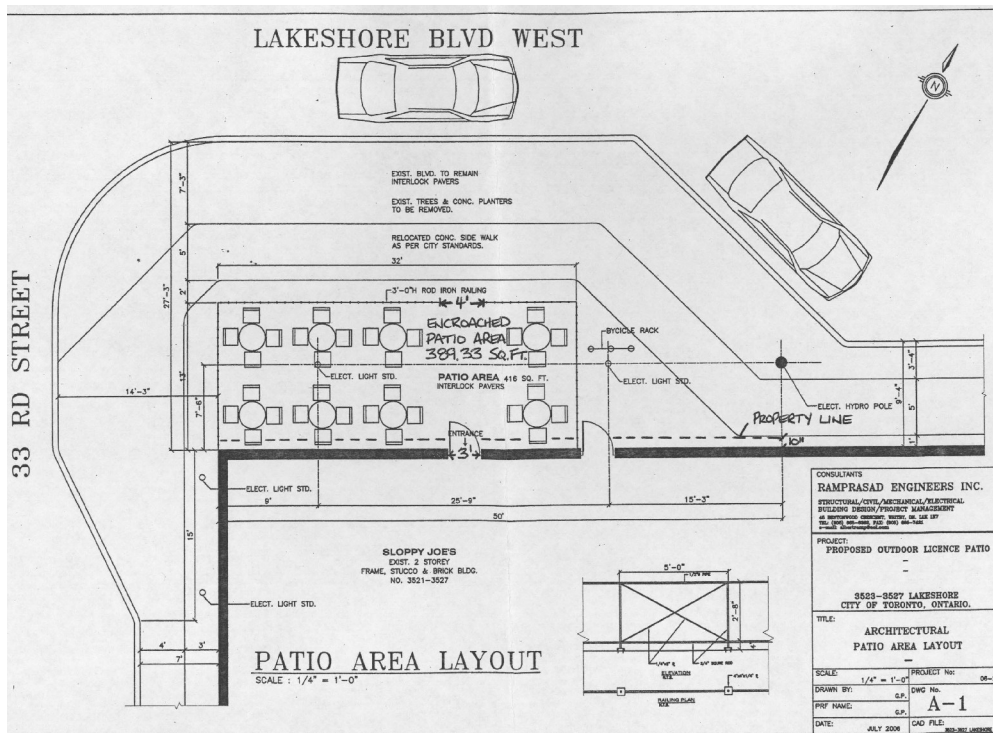 LAKESHORE BLVD WEST
N
33 RD STREET
EXIST. BLVD. TO REMAIN
INTERLOCK PAVERS
EXIST. TREES & CONC. PLANTERS
TO BE REMOVED.
RELOCATED CONC. SIDE WALK
AS PER CITY STANDARDS.
7'-3"
5'
2'
27'-3"
13'
7'-6"
14'-3"
32'
3'-0"H ROD IRON RAILING
4'
ENCROACHED
PATIO AREA
389.33 SQ.FT.
ELECT. LIGHT STD.
PATIO AREA 416 SQ. FT.
INTERLOCK PAVERS
ENTRANCE
3'
BYCICLE RACK
ELECT. LIGHT STD.
ELECT. HYDRO POLE
PROPERTY LINE
10"
3'-4"
9'-4"
5'
1'
ELECT. LIGHT STD.
9'
25'-9"
15'-3"
50'
15'
ELECT. LIGHT STD.
4'
3'
7'
SLOPPY JOE'S
EXIST. 2 STOREY
FRAME, STUCCO & BRICK BLDG.
NO. 3521-3527
PATIO AREA LAYOUT
SCALE : 1/4" = 1'-0"
5'-0"
2'-8"
4"
ELEVATION
N.T.S.
RAILING PLAN
N.T.S.
CONSULTANTS
RAMPRASAD ENGINEERS INC.
STRUCTURAL/CIVIL/MECHANICAL/ELECTRICAL
BUILDING DESIGN/PROJECT MANAGEMENT
PROJECT:
PROPOSED OUTDOOR LICENCE PATIO
3523-3527 LAKESHORE
CITY OF TORONTO, ONTARIO.
TITLE:
ARCHITECTURAL
PATIO AREA LAYOUT
SCALE: 1/4" = 1'-0"
PROJECT No: 06-
DRAWN BY: G.P.
DWG No. A-1
PRF NAME: G.P.
DATE: JULY 2006
CAD FILE: